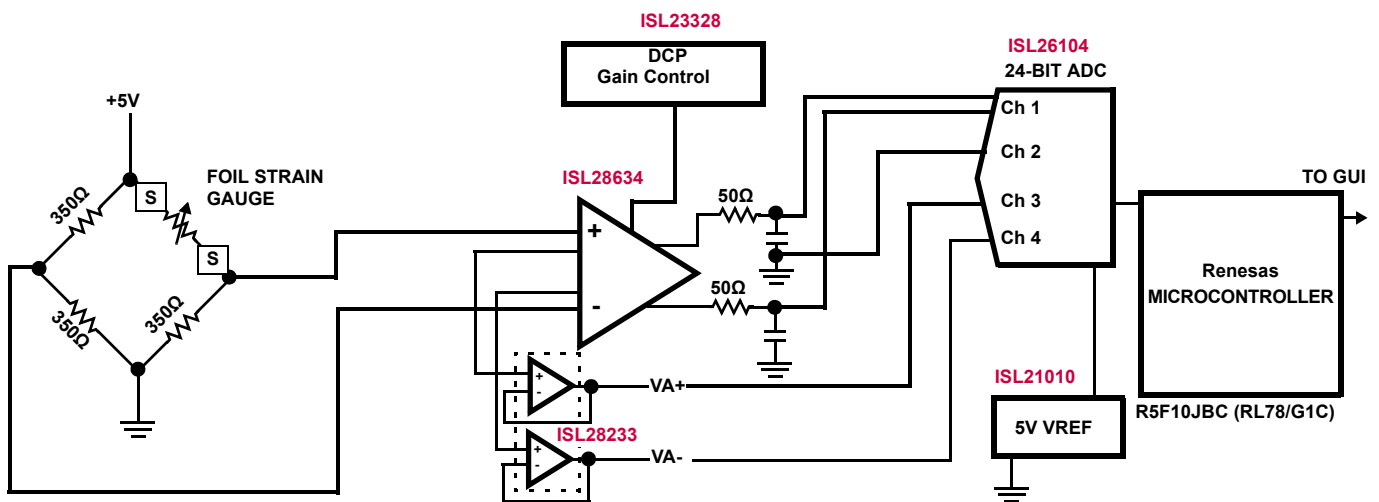 ISL23328
DCP
Gain Control
ISL26104
24-BIT ADC
+5V
Ch 1
Ch 2
Ch 3
Ch 4
350Ω
S
FOIL STRAIN
GAUGE
S
350Ω
350Ω
ISL28634
+
-
50Ω
50Ω
TO GUI
Renesas
MICROCONTROLLER
R5F10JBC (RL78/G1C)
ISL21010
5V VREF
+
-
VA+
ISL28233
+
-
VA-